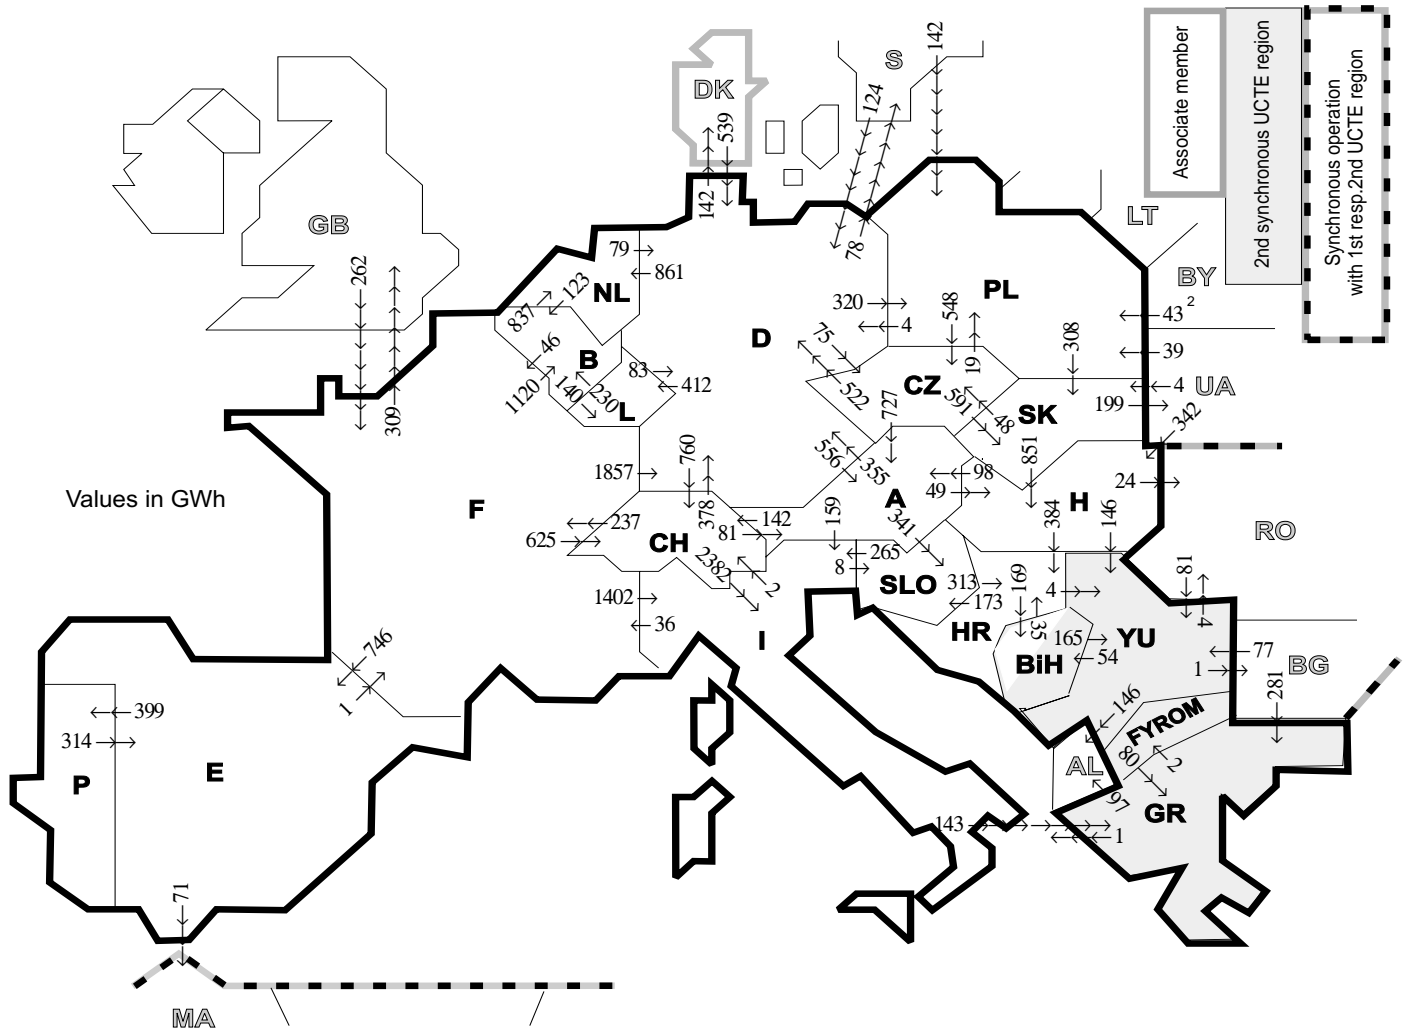 142
S
DK
124
539
Associate member
2nd synchronous UCTE region
Synchronous operation
with 1st resp.2nd UCTE region
142
78
LT
GB
262
79
861
BY
NL
123
837
PL
320
548
43 2
4
19
308
D
75
46
B
39
83
412
522
CZ
4
UA
1120
140
230
L
591
48
SK
199
309
727
342
760
556
355
851
1857
98
24
Values in GWh
F
A
49
H
378
159
341
384
146
237
142
RO
625
CH
81
265
2382
8
SLO
313
169
81
2
4
1402
173
36
HR
35
4
I
165
YU
BiH
54
77
746
1
BG
281
399
1
146
FYROM
314
E
P
AL
80
2
97
GR
143
1
71
MA